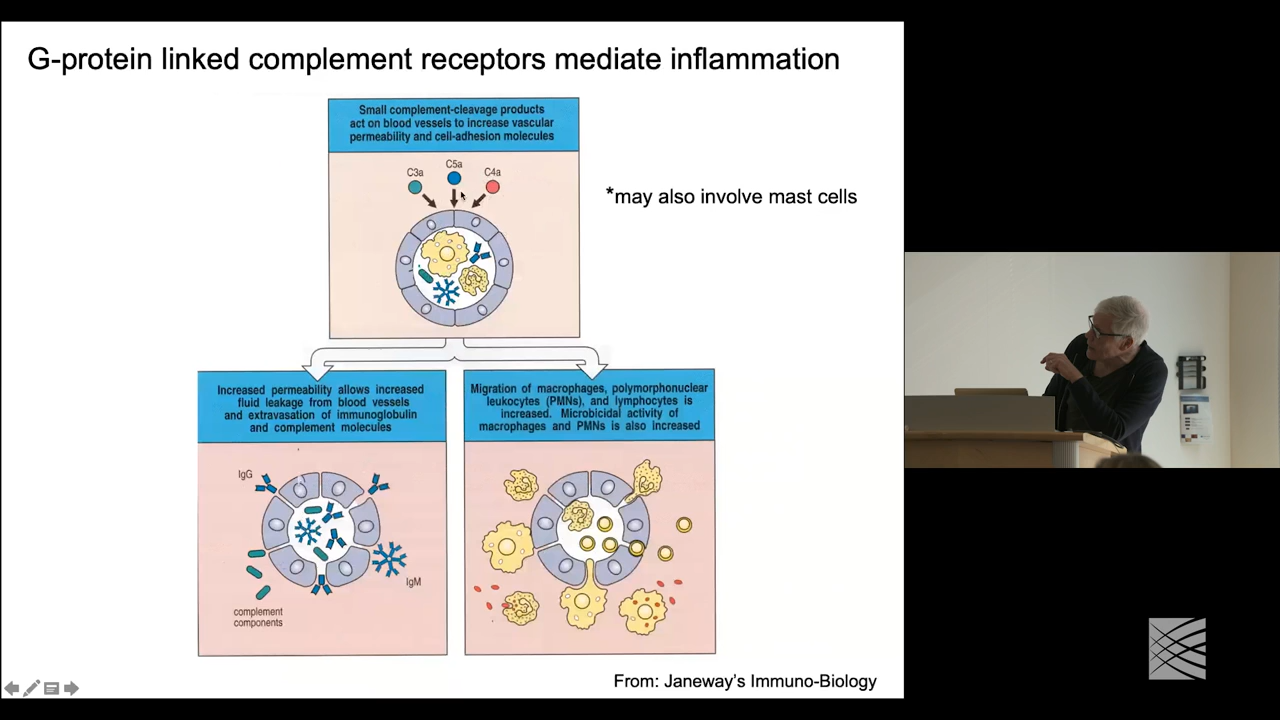 G-protein linked complement receptors mediate inflammation
Small complement-cleavage products
act on blood vessels to increase vascular
permeability and cell-adhesion molecules
C3a
C5a
C4a
*may also involve mast cells
Increased permeability allows increased
fluid leakage from blood vessels
and extravasation of immunoglobulin
and complement molecules
IgG
IgM
complement
components
Migration of macrophages, polymorphonuclear
leukocytes (PMNs), and lymphocytes is
increased. Microbicidal activity of
macrophages and PMNs is also increased
From: Janeway's Immuno-Biology